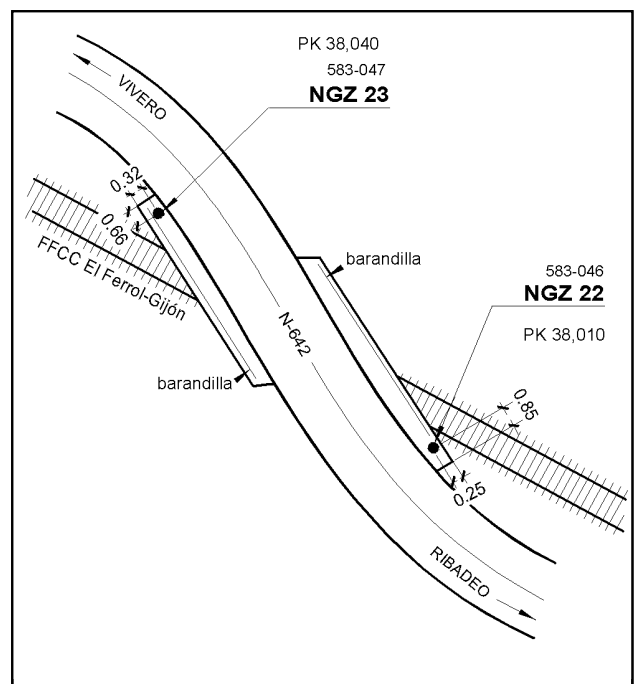 PK 38,040
583-047
NGZ 23
VIVERO
0.32
0.66
FFCC El Ferrol-Gijón
barandilla
583-046
NGZ 22
PK 38,010
N-642
barandilla
0.85
0.25
RIBADEO